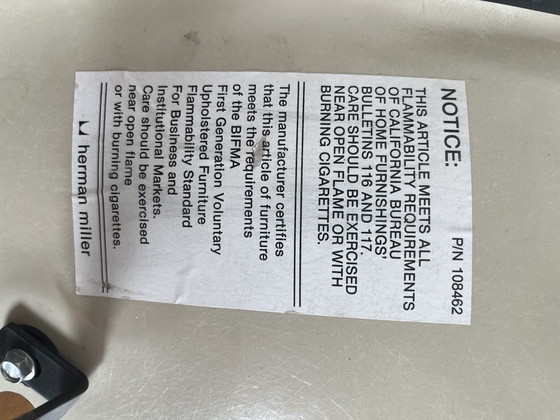 NOTICE: P/N 108462
THIS ARTICLE MEETS ALL
FLAMMABILITY REQUIREMENTS
OF CALIFORNIA BUREAU
OF HOME FURNISHINGS'
BULLETINS 116 AND 117.
CARE SHOULD BE EXERCISED
NEAR OPEN FLAME OR WITH
BURNING CIGARETTES.
The manufacturer certifies
that this article of furniture
meets the requirements
of the BIFMA
First Generation Voluntary
Upholstered Furniture
Flammability Standard
For Business and
Institutional Markets.
Care should be exercised
near open flame
or with burning cigarettes.
herman miller